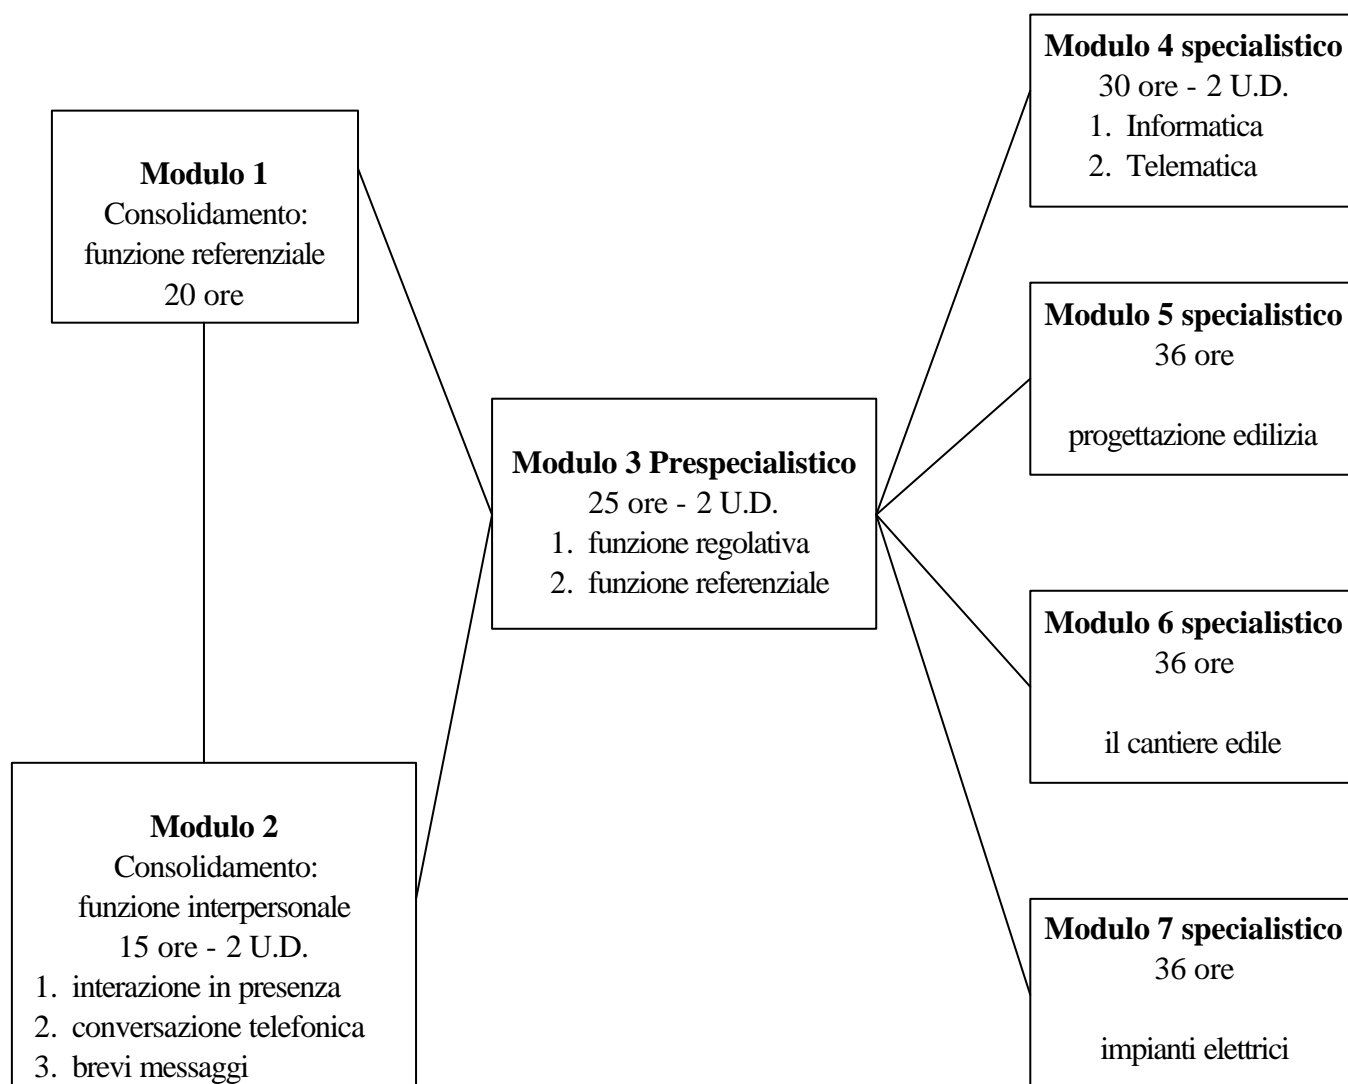 Modulo 1
Consolidamento:
funzione referenziale
20 ore
Modulo 2
Consolidamento:
funzione interpersonale
15 ore - 2 U.D.
1. interazione in presenza
2. conversazione telefonica
3. brevi messaggi
Modulo 3 Prespecialistico
25 ore - 2 U.D.
1. funzione regolativa
2. funzione referenziale
Modulo 4 specialistico
30 ore - 2 U.D.
1. Informatica
2. Telematica
Modulo 5 specialistico
36 ore
progettazione edilizia
Modulo 6 specialistico
36 ore
il cantiere edile
Modulo 7 specialistico
36 ore
impianti elettrici